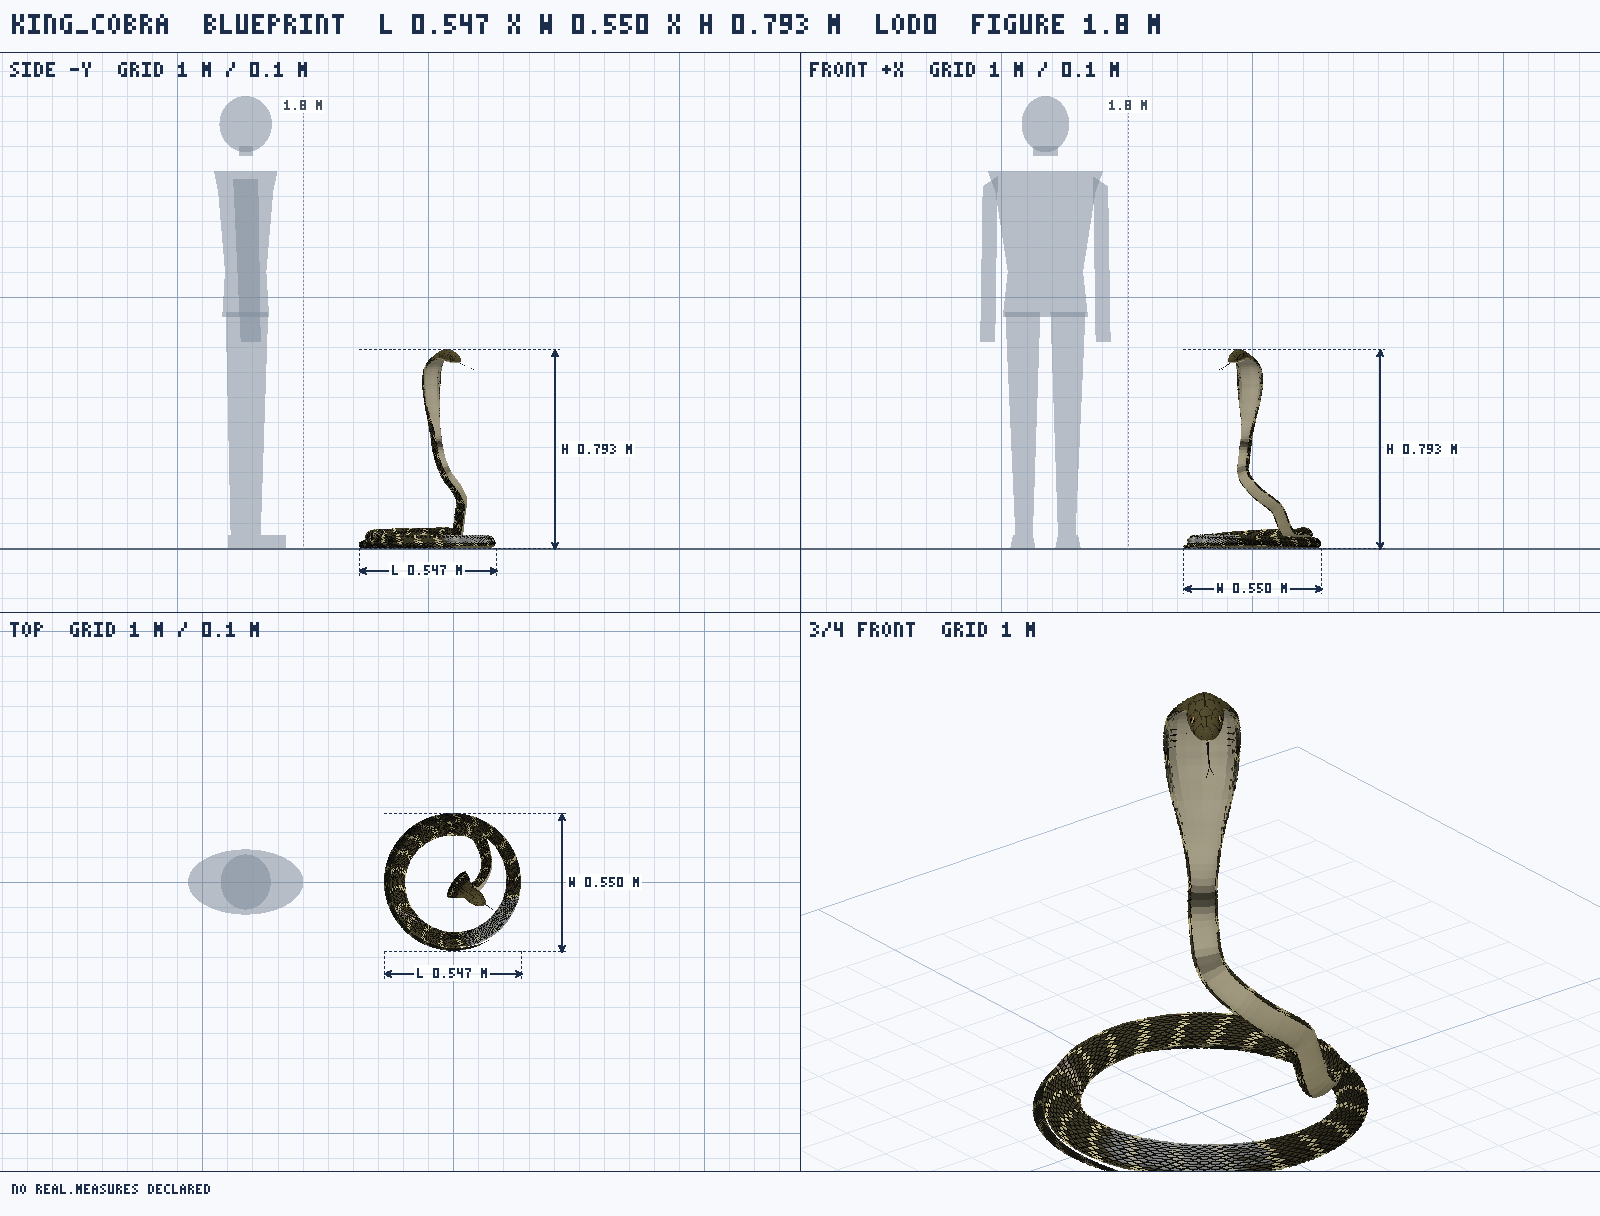 KING_COBRA BLUEPRINT L 0.547 X W 0.550 X H 0.793 M LOD0 FIGURE 1.8 M
SIDE -Y GRID 1 M / 0.1 M
1.8 M
H 0.793 M
L 0.547 M
FRONT +X GRID 1 M / 0.1 M
1.8 M
H 0.793 M
W 0.550 M
TOP GRID 1 M / 0.1 M
W 0.550 M
L 0.547 M
3/4 FRONT GRID 1 M
NO REAL.MEASURES DECLARED